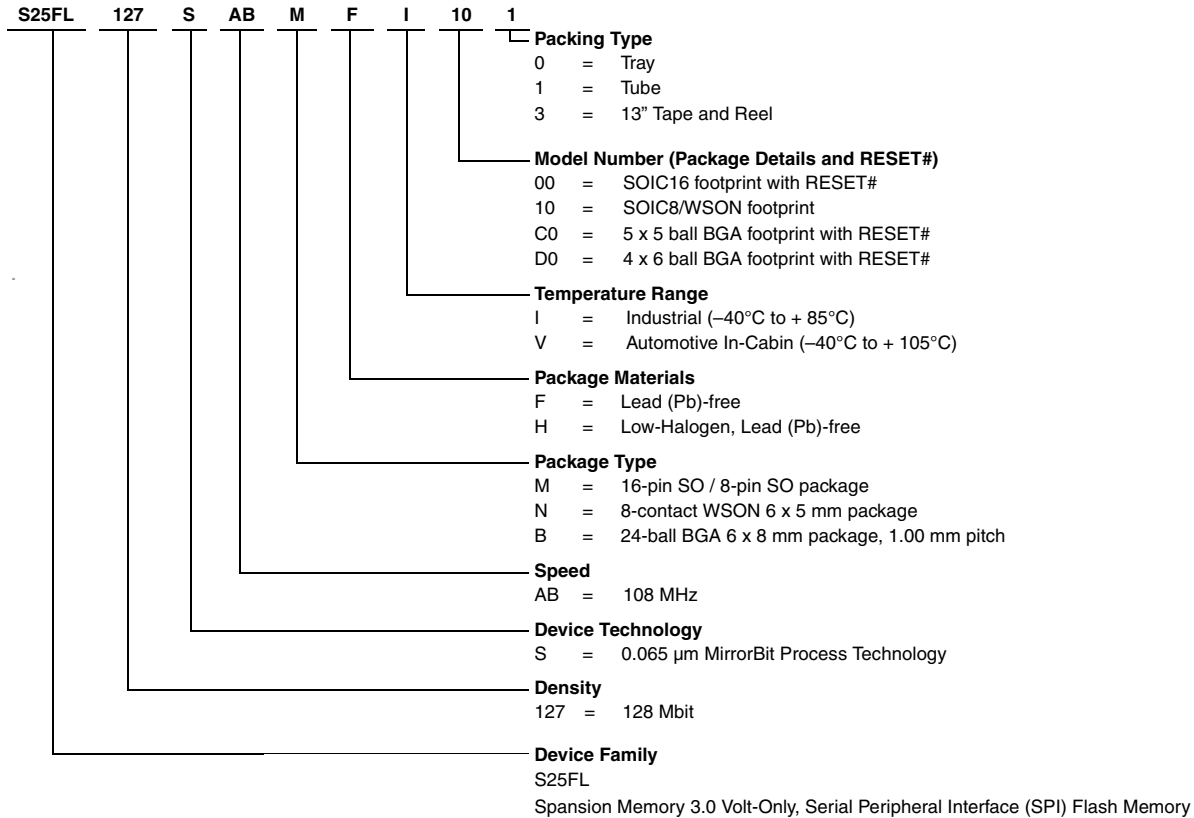 S25FL 127 S AB M F I 10 1
Packing Type
0 = Tray
1 = Tube
3 = 13” Tape and Reel
Model Number (Package Details and RESET#)
00 = SOIC16 footprint with RESET#
10 = SOIC8/WSON footprint
C0 = 5 x 5 ball BGA footprint with RESET#
D0 = 4 x 6 ball BGA footprint with RESET#
Temperature Range
I = Industrial (–40°C to + 85°C)
V = Automotive In-Cabin (–40°C to + 105°C)
Package Materials
F = Lead (Pb)-free
H = Low-Halogen, Lead (Pb)-free
Package Type
M = 16-pin SO / 8-pin SO package
N = 8-contact WSON 6 x 5 mm package
B = 24-ball BGA 6 x 8 mm package, 1.00 mm pitch
Speed
AB = 108 MHz
Device Technology
S = 0.065 µm MirrorBit Process Technology
Density
127 = 128 Mbit
Device Family
S25FL
Spansion Memory 3.0 Volt-Only, Serial Peripheral Interface (SPI) Flash Memory